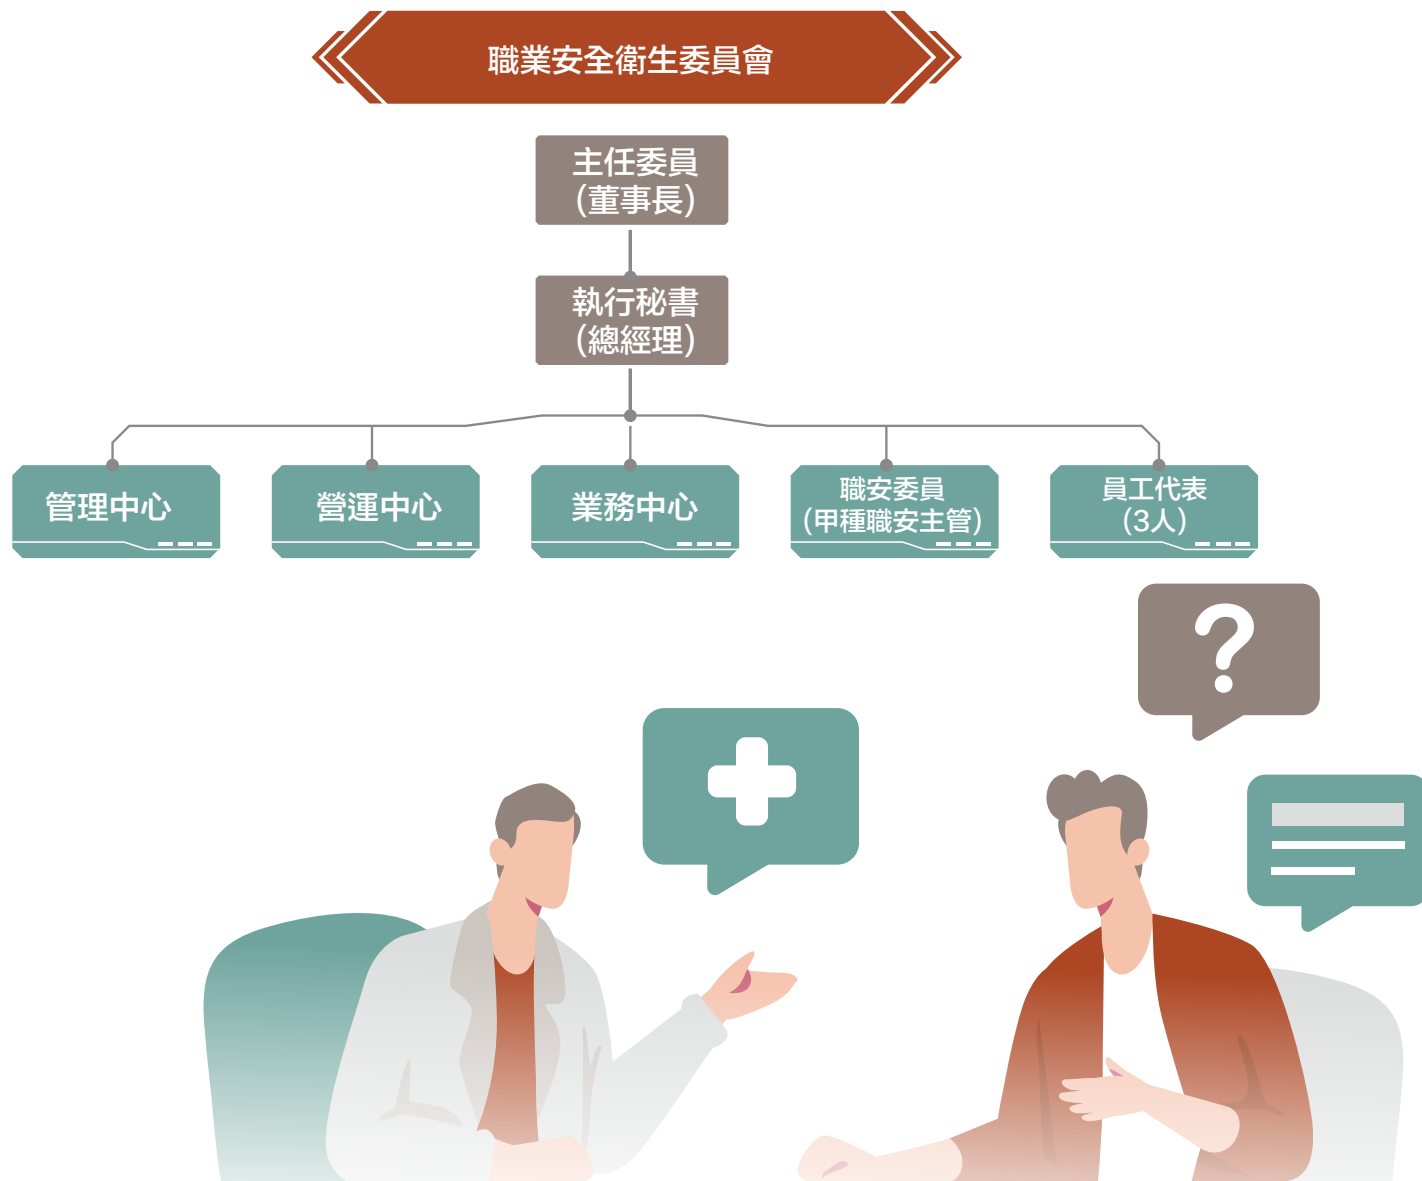 職業安全衛生委員會
主任委員
(董事長)
執行秘書
(總經理)
管理中心
營運中心
業務中心
職安委員
(甲種職安主管)
員工代表
(3人)
?